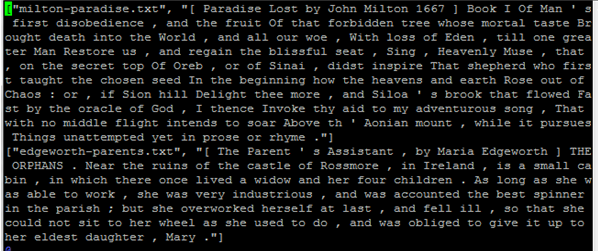 ["milton-paradise.txt", "[ Paradise Lost by John Milton 1667 ] Book I Of Man ' s
 first disobedience , and the fruit Of that forbidden tree whose mortal taste Br
ought death into the World , and all our woe , With loss of Eden , till one grea
ter Man Restore us , and regain the blissful seat , Sing , Heavenly Muse , that 
, on the secret top Of Oreb , or of Sinai , didst inspire That shepherd who firs
t taught the chosen seed In the beginning how the heavens and earth Rose out of 
Chaos : or , if Sion hill Delight thee more , and Siloa ' s brook that flowed Fa
st by the oracle of God , I thence Invoke thy aid to my adventurous song , That 
with no middle flight intends to soar Above th ' Aonian mount , while it pursues
 Things unattempted yet in prose or rhyme ."]
["edgeworth-parents.txt", "[ The Parent ' s Assistant , by Maria Edgeworth ] THE
 ORPHANS . Near the ruins of the castle of Rossmore , in Ireland , is a small ca
bin , in which there once lived a widow and her four children . As long as she w
as able to work , she was very industrious , and was accounted the best spinner 
in the parish ; but she overworked herself at last , and fell ill , so that she 
could not sit to her wheel as she used to do , and was obliged to give it up to 
her eldest daughter , Mary ."]